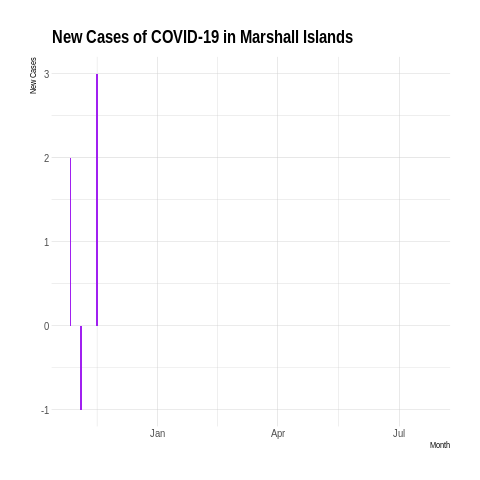 New Cases of COVID-19 in Marshall Islands
New Cases
3
2
1
0
-1
Jan
Apr
Jul
Month